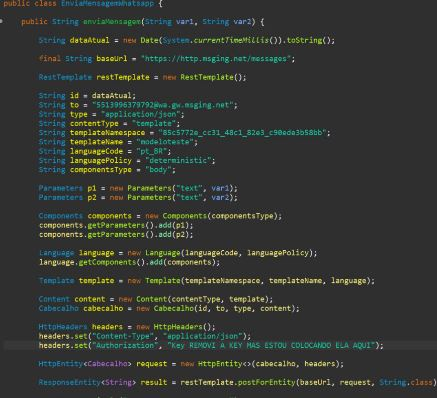 public class EnviaMensagemWhatsapp {
public String enviaMensagem(String var1, String var2) {
String dataAtual = new Date(System.currentTimeMillis()).toString();
final String baseUrl = "https://http.msging.net/messages";
RestTemplate restTemplate = new RestTemplate();
String id = dataAtual;
String to = "5513996379792@wa.gw.msging.net";
String type = "application/json";
String contentType = "template";
String templateNamespace = "85c5772e_cc31_48c1_82e3_c90ede3b58bb";
String templateName = "modeloteste";
String languageCode = "pt_BR";
String languagePolicy = "deterministic";
String componentsType = "body";
Parameters p1 = new Parameters("text", var1);
Parameters p2 = new Parameters("text", var2);
Components components = new Components(componentsType);
components.getParameters().add(p1);
components.getParameters().add(p2);
Language language = new Language(languageCode, languagePolicy);
language.getComponents().add(components);
Template template = new Template(templateNamespace, templateName, language);
Content content = new Content(contentType, template);
Cabecalho cabecalho = new Cabecalho(id, to, type, content);
HttpHeaders headers = new HttpHeaders();
headers.set("Content-Type", "application/json");
headers.set("Authorization", "Key REMOVI A KEY MAS ESTOU COLOCANDO ELA AQUI");
HttpEntity<Cabecalho> request = new HttpEntity<>(cabecalho, headers);
ResponseEntity<String> result = restTemplate.postForEntity(baseUrl, request, String.class)